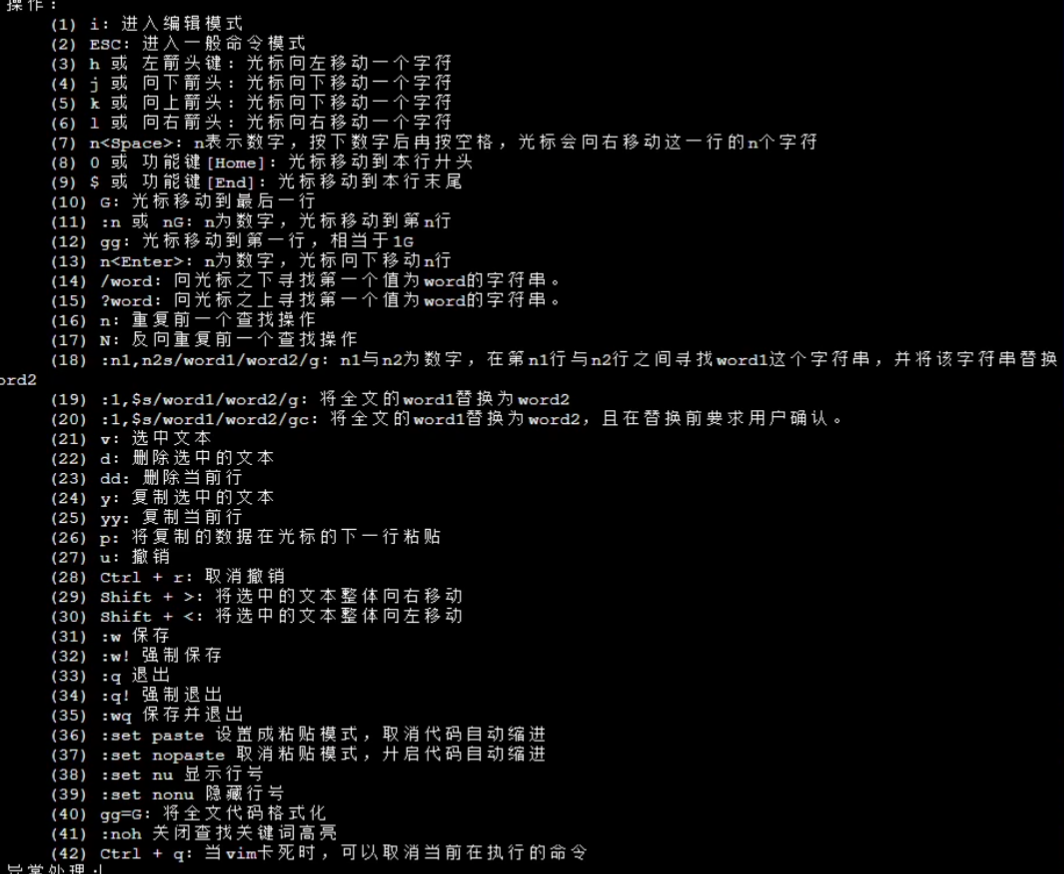 操作:
(1) i: 进入编辑模式
(2) ESC: 进入一般命令模式
(3) h 或 左箭头键: 光标向左移动一个字符
(4) j 或 向下箭头: 光标向下移动一个字符
(5) k 或 向上箭头: 光标向下移动一个字符
(6) l 或 向右箭头: 光标向右移动一个字符
(7) n<Space>: n表示数字，按下数字后再按空格，光标会向右移动这一行的n个字符
(8) 0 或 功能键[Home]: 光标移动到本行开头
(9) $ 或 功能键[End]: 光标移动到本行末尾
(10) G: 光标移动到最后一行
(11) :n 或 nG: n为数字，光标移动到第n行
(12) gg: 光标移动到第一行，相当于1G
(13) n<Enter>: n为数字，光标向下移动n行
(14) /word: 向光标之下寻找第一个值为word的字符串。
(15) ?word: 向光标之上寻找第一个值为word的字符串。
(16) n: 重复前一个查找操作
(17) N: 反向重复前一个查找操作
(18) :n1,n2s/word1/word2/g: n1与n2为数字，在第n1行与n2行之间寻找word1这个字符串，并将该字符串替换
ord2
(19) :1,$s/word1/word2/g: 将全文的word1替换为word2
(20) :1,$s/word1/word2/gc: 将全文的word1替换为word2，且在替换前要求用户确认。
(21) v: 选中文本
(22) d: 删除选中的文本
(23) dd: 删除当前行
(24) y: 复制选中的文本
(25) yy: 复制当前行
(26) p: 将复制的数据在光标的下一行粘贴
(27) u: 撤销
(28) Ctrl + r: 取消撤销
(29) Shift + >: 将选中的文本整体向右移动
(30) Shift + <: 将选中的文本整体向左移动
(31) :w 保存
(32) :w! 强制保存
(33) :q 退出
(34) :q! 强制退出
(35) :wq 保存并退出
(36) :set paste 设置成粘贴模式，取消代码自动缩进
(37) :set nopaste 取消粘贴模式，开启代码自动缩进
(38) :set nu 显示行号
(39) :set nonu 隐藏行号
(40) gg=G: 将全文代码格式化
(41) :noh 关闭查找关键词高亮
(42) Ctrl + q: 当vim卡死时，可以取消当前在执行的命令
异常处理: